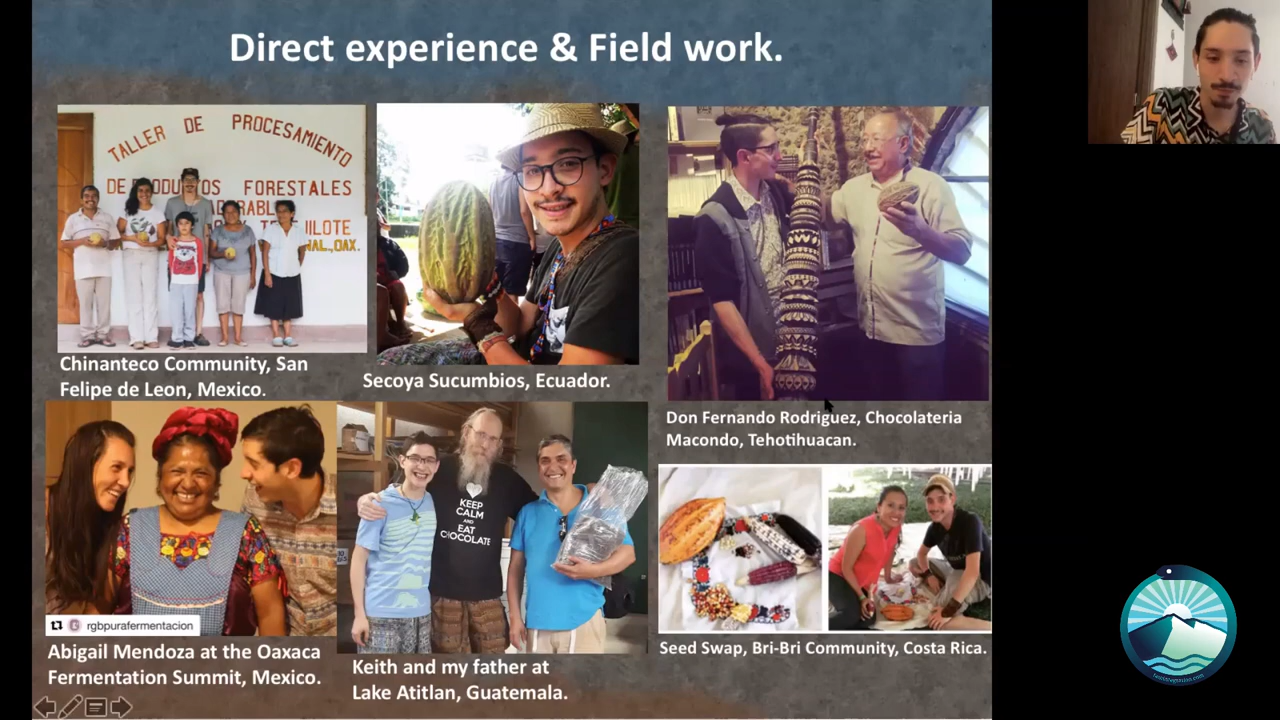 Direct experience & Field work.
TALLER DE PROCESAMIENTO
FORESTALES
Chinanteco Community, San
Felipe de Leon, Mexico.
Secoya Sucumbios, Ecuador.
Don Fernando Rodriguez, Chocolateria
Macondo, Tehotihuacan.
KEEP
CALM
AND
EAT
CHOCOLATE
rgbpurafermentacion
Abigail Mendoza at the Oaxaca
Fermentation Summit, Mexico.
Keith and my father at
Lake Atitlan, Guatemala.
Seed Swap, Bri-Bri Community, Costa Rica.